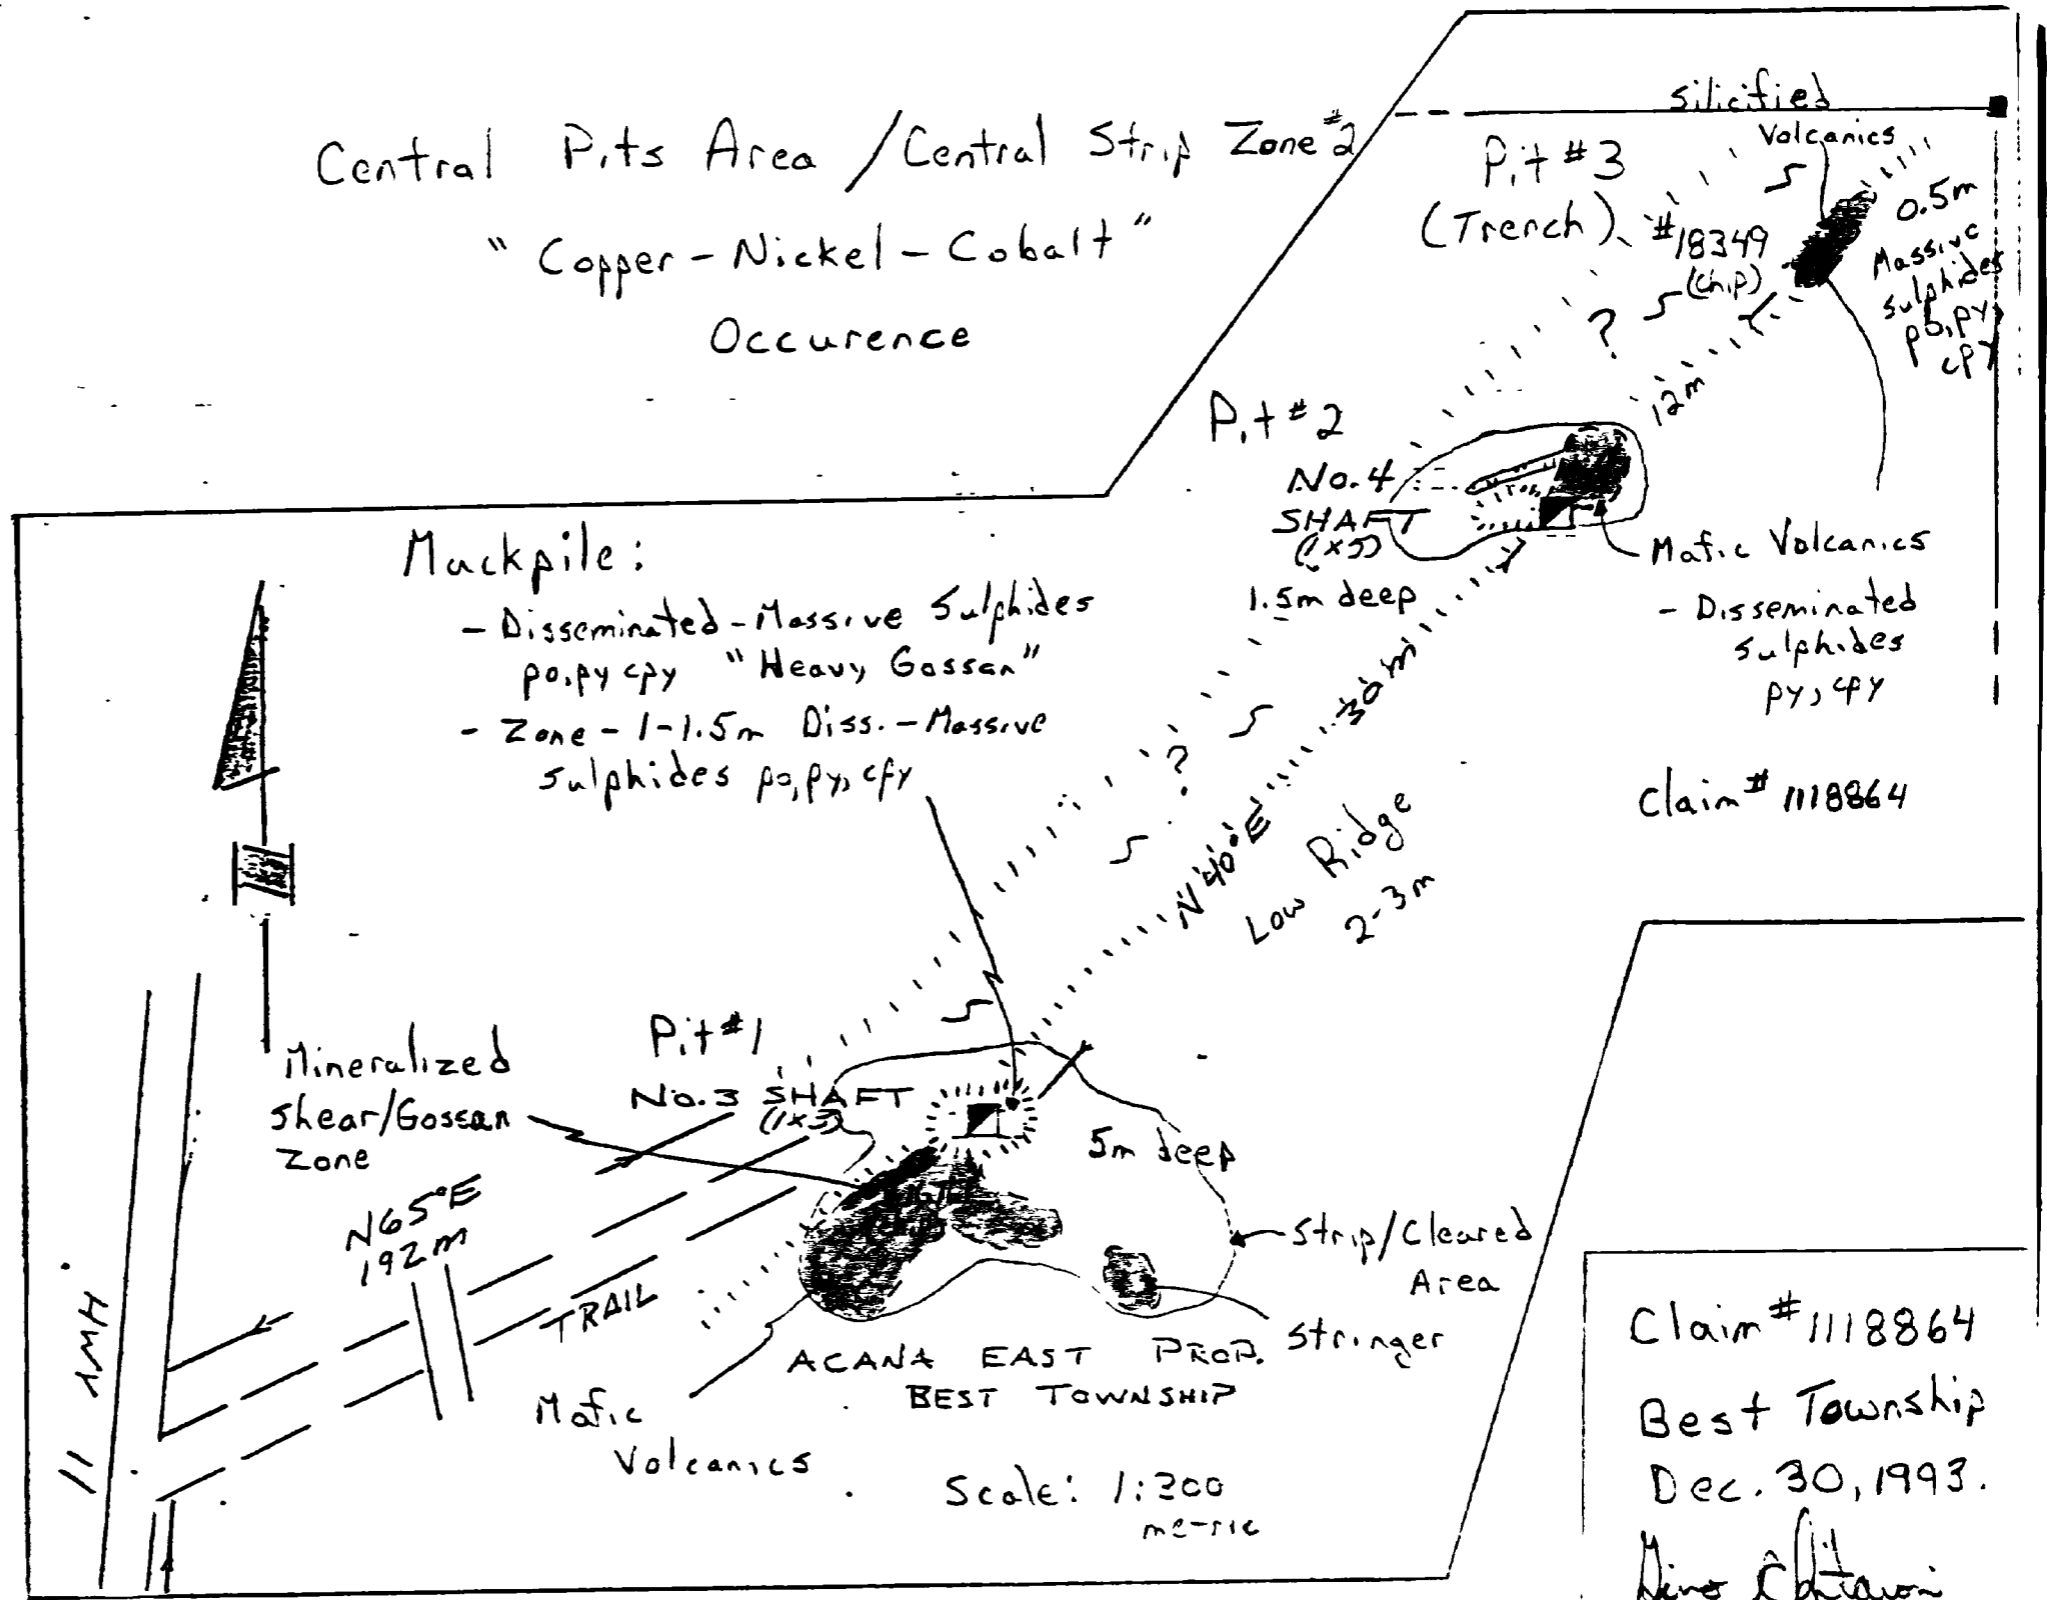 Central Pits Area / Central Strip Zone #2
"Copper-Nickel-Cobalt"
Occurence
silicified
Volcanics
Pit #3
(Trench)
#18349
(chip)
0.5m
Massive
sulphides
po,py,
cpy
?
12m
Pit #2
No.4
SHAFT
1.5m deep
Mafic Volcanics
- Disseminated
sulphides
py, cpy
Muckpile:
- Disseminated-Massive Sulphides
po,py cpy "Heavy Gossan"
- Zone - 1-1.5m Diss.-Massive
sulphides po,py,cpy
30m
?
N40°E
Low Ridge
2-3m
Claim # 1118864
N
Pit #1
No.3 SHAFT
5m deep
Mineralized
shear/Gossan
Zone
N65°E
192m
TRAIL
HWY 11
Strip/Cleared
Area
Stringer
Mafic
Volcanics
ACANA EAST PROP.
BEST TOWNSHIP
Scale: 1:200
metric
Claim # 1118864
Best Township
Dec. 30, 1993.